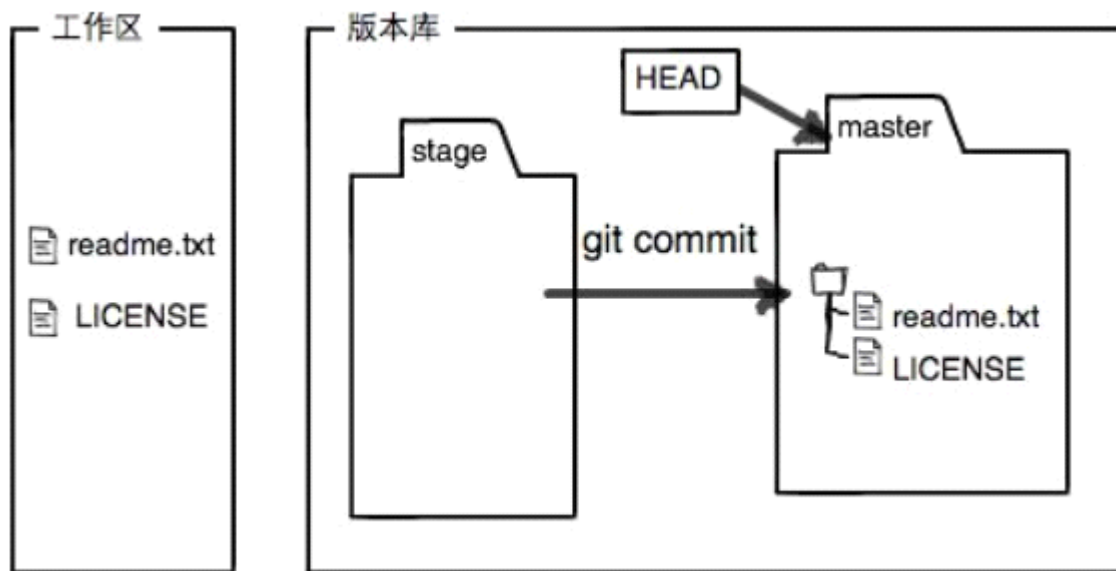 工作区
readme.txt
LICENSE
版本库
HEAD
stage
git commit
master
readme.txt
LICENSE